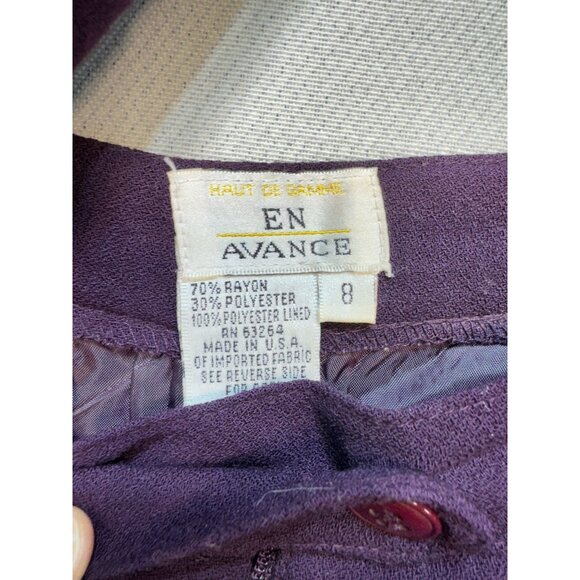 HAUT DE GAMME
EN
AVANCE
8
70% RAYON
30% POLYESTER
100% POLYESTER LINED
RN 63264
MADE IN U.S.A.
OF IMPORTED FABRIC
SEE REVERSE SIDE
FOR